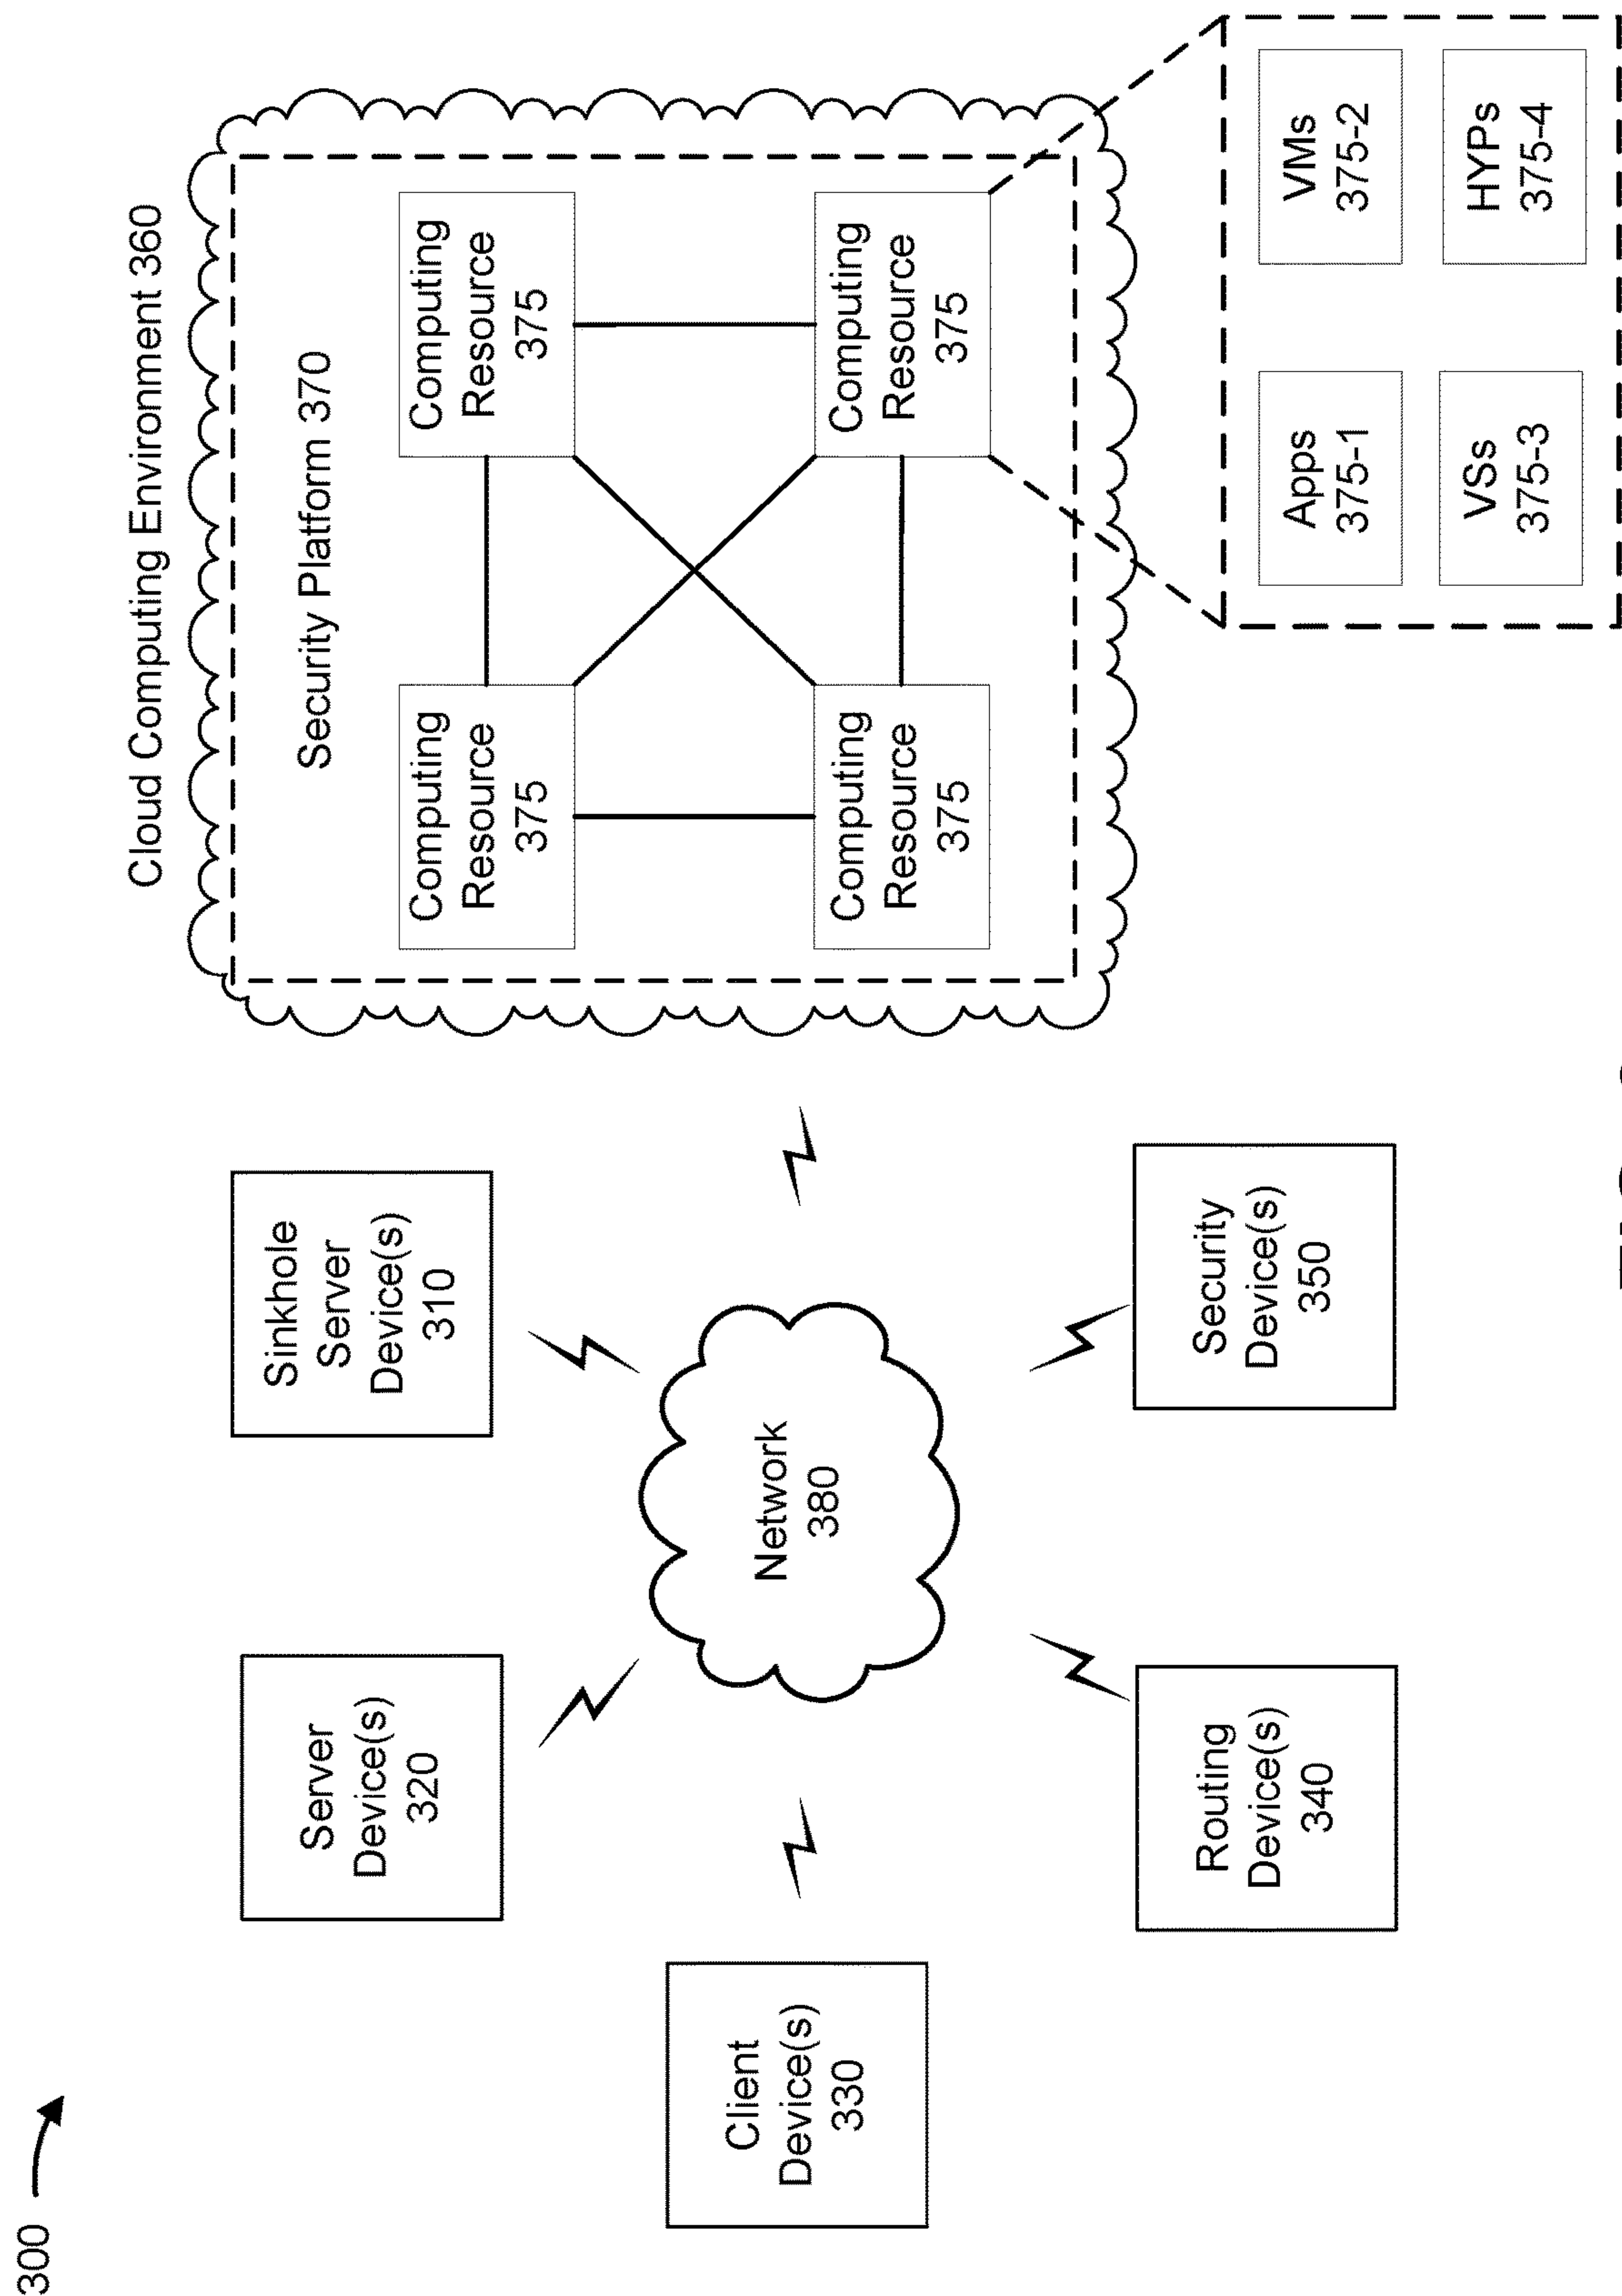 300
Cloud Computing Environment 360
Security Platform 370
Computing
Resource
375
Computing
Resource
375
Computing
Resource
375
Computing
Resource
375
Apps
375-1
VMs
375-2
VSs
375-3
HYPs
375-4
Server
Device(s)
320
Sinkhole
Server
Device(s)
310
Client
Device(s)
330
Network
380
Routing
Device(s)
340
Security
Device(s)
350